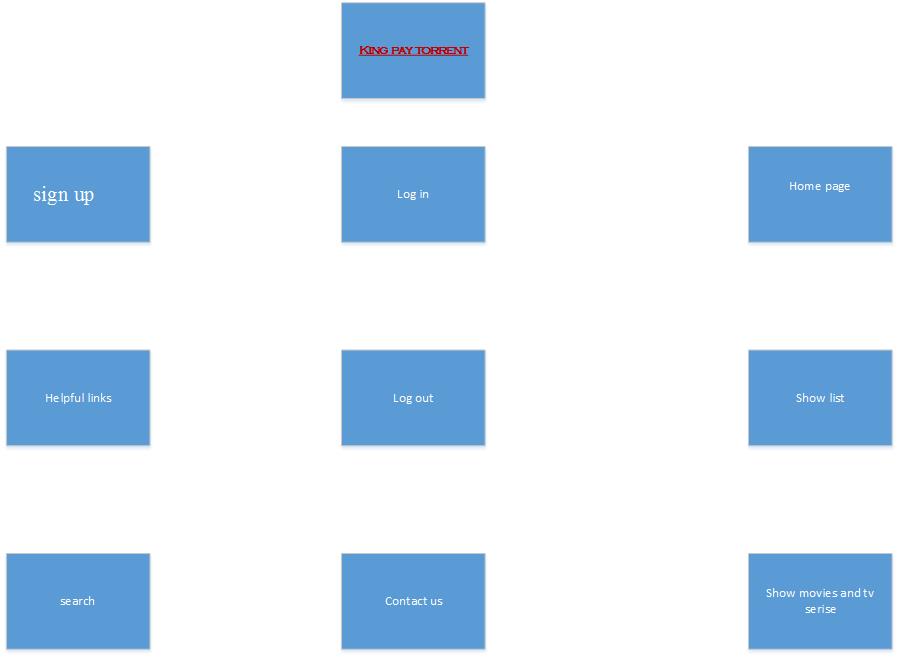 KING PAY TORRENT
sign up
Log in
Home page
Helpful links
Log out
Show list
search
Contact us
Show movies and tv
serise